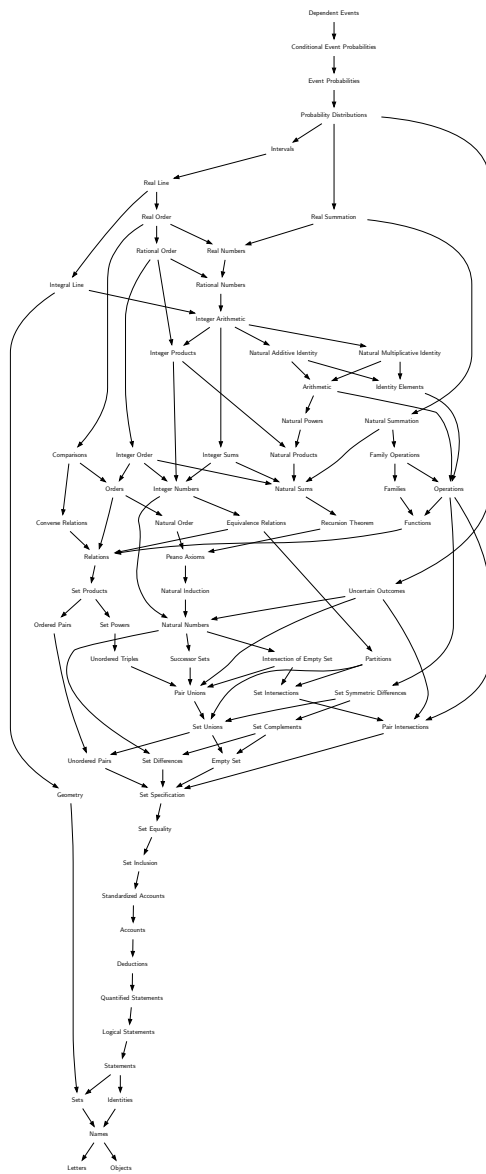 Dependent Events
Conditional Event Probabilities
Event Probabilities
Probability Distributions
Intervals
Real Line
Real Order Real Summation
Rational Order Real Numbers
Integral Line Rational Numbers
Integer Arithmetic
Integer Products Natural Additive Identity Natural Multiplicative Identity
Arithmetic Identity Elements
Natural Powers Natural Summation
Comparisons Integer Order Integer Sums Natural Products Family Operations
Orders Integer Numbers Natural Sums Families Operations
Converse Relations Natural Order Equivalence Relations Recursion Theorem Functions
Relations Peano Axioms
Set Products Natural Induction Uncertain Outcomes
Ordered Pairs Set Powers Natural Numbers
Unordered Triples Successor Sets Intersection of Empty Set Partitions
Pair Unions Set Intersections Set Symmetric Differences
Set Unions Set Complements Pair Intersections
Unordered Pairs Set Differences Empty Set
Geometry Set Specification
Set Equality
Set Inclusion
Standardized Accounts
Accounts
Deductions
Quantified Statements
Logical Statements
Statements
Sets Identities
Names
Letters Objects